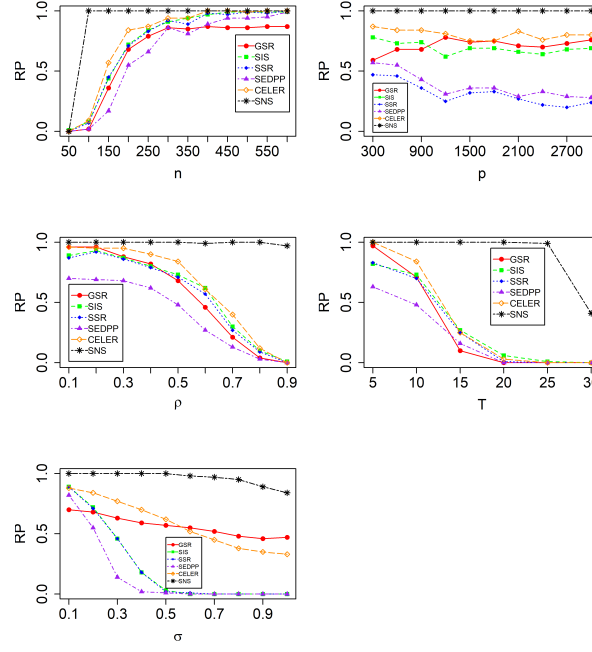 RP
1.0
0.5
0.0
50
150
250
350
450
550
n
GSR
SIS
SSR
SEDPP
CELER
SNS
RP
1.0
0.5
0.0
300
900
1500
2100
2700
p
GSR
SIS
SSR
SEDPP
CELER
SNS
RP
1.0
0.5
0.0
0.1
0.3
0.5
0.7
0.9
ρ
GSR
SIS
SSR
SEDPP
CELER
SNS
RP
1.0
0.5
0.0
5
10
15
20
25
30
T
GSR
SIS
SSR
SEDPP
CELER
SNS
RP
1.0
0.5
0.0
0.1
0.3
0.5
0.7
0.9
σ
GSR
SIS
SSR
SEDPP
CELER
SNS